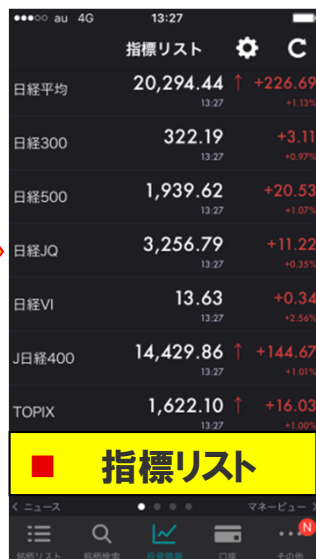 ●●●○○ au 4G 13:27
指標リスト
日経平均 20,294.44 ↑ +226.69
13:27 +1.13%
日経300 322.19 +3.11
13:27 +0.97%
日経500 1,939.62 +20.53
13:27 +1.07%
日経JQ 3,256.79 +11.22
13:27 +0.35%
日経VI 13.63 +0.34
13:27 +2.56%
J日経400 14,429.86 ↑ +144.67
13:27 +1.01%
TOPIX 1,622.10 ↑ +16.03
13:27 +1.00%
■ 指標リスト
< ニュース マネービュー >
銘柄リスト 銘柄検索 投資情報 口座 その他
N